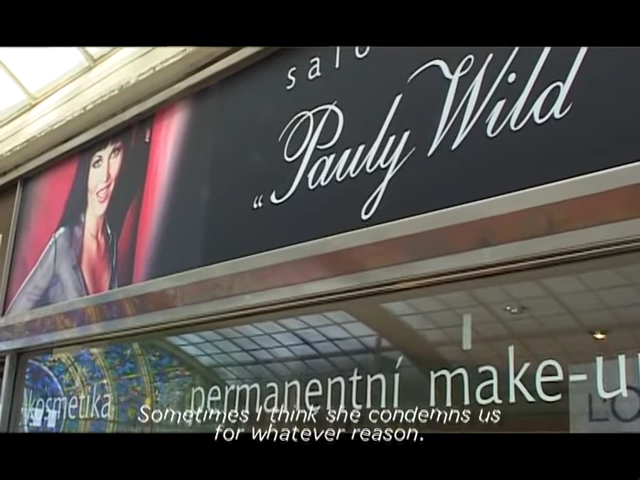 salo
„Pauly Wild
kosmetika
permanentní make-u
L'O
Sometimes I think she condemns us
for whatever reason.